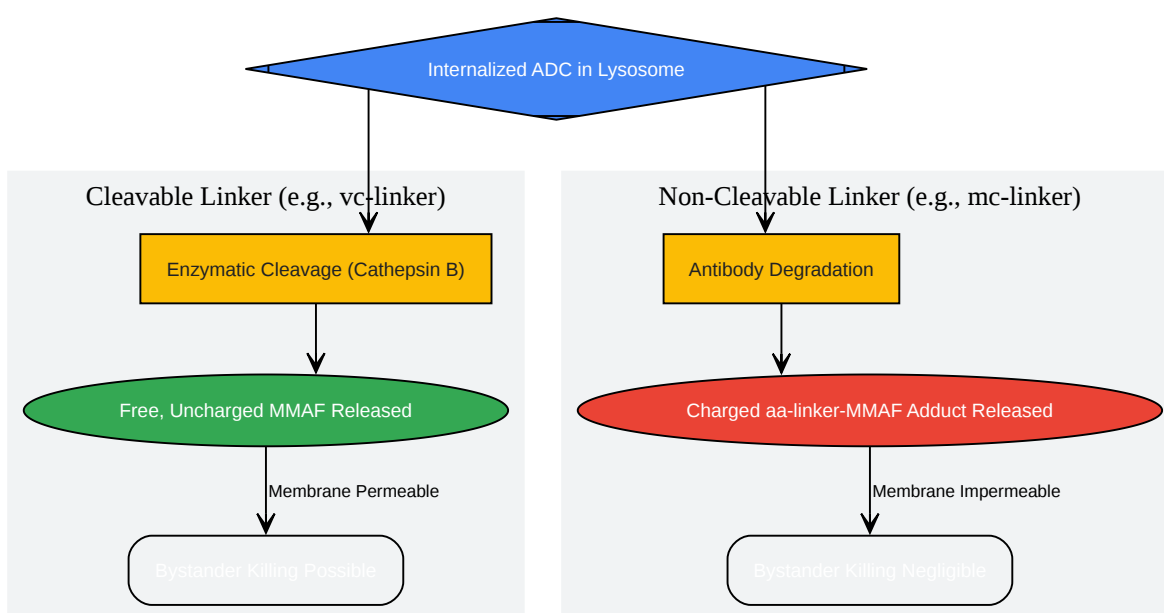 Internalized ADC in Lysosome
Cleavable Linker (e.g., vc-linker)
Enzymatic Cleavage (Cathepsin B)
Free, Uncharged MMAF Released
Membrane Permeable
Bystander Killing Possible
Non-Cleavable Linker (e.g., mc-linker)
Antibody Degradation
Charged aa-linker-MMAF Adduct Released
Membrane Impermeable
Bystander Killing Negligible